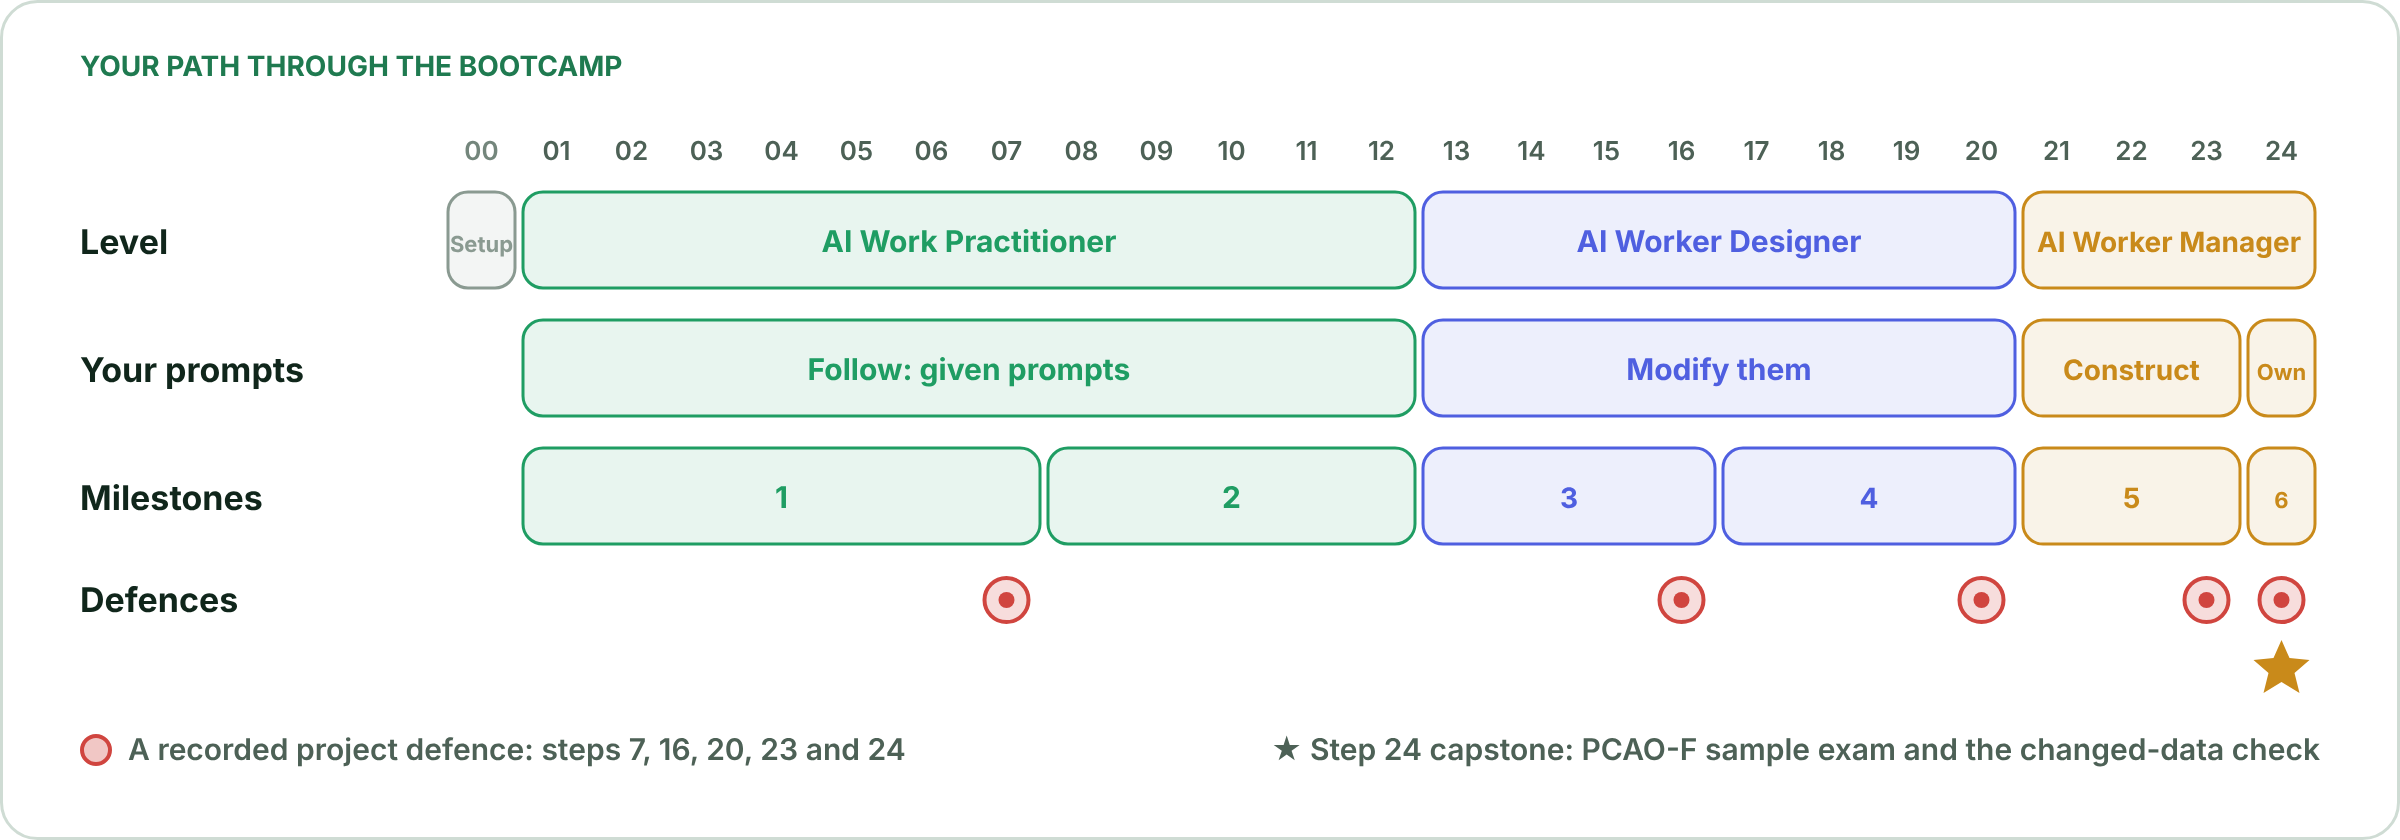 YOUR PATH THROUGH THE BOOTCAMP
00 01 02 03 04 05 06 07 08 09 10 11 12 13 14 15 16 17 18 19 20 21 22 23 24
Level Setup AI Work Practitioner AI Worker Designer AI Worker Manager
Your prompts Follow: given prompts Modify them Construct Own
Milestones 1 2 3 4 5 6
Defences
A recorded project defence: steps 7, 16, 20, 23 and 24
★ Step 24 capstone: PCAO-F sample exam and the changed-data check